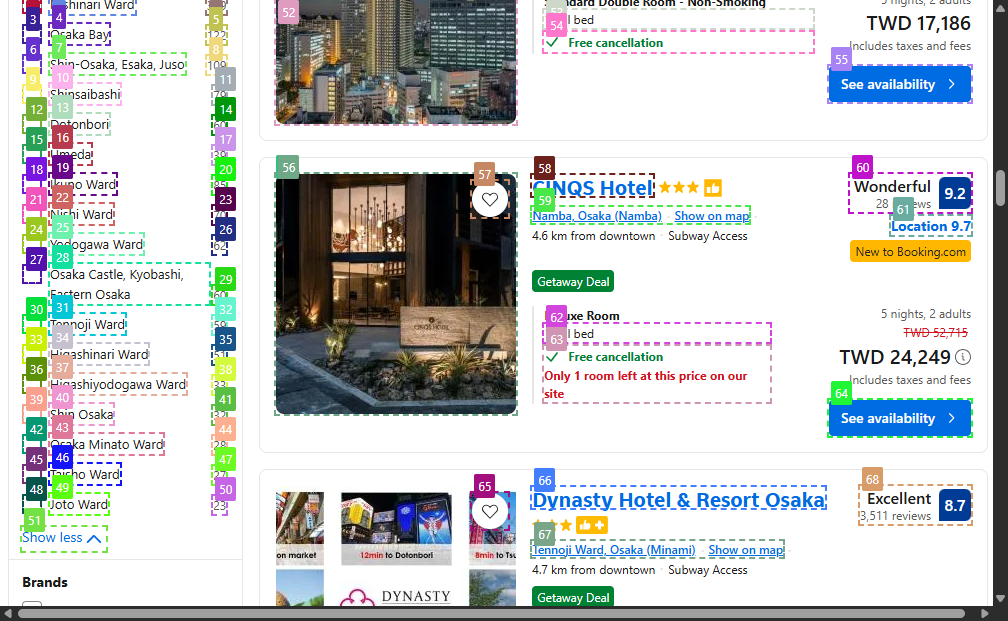 3
4
Osaka Bay
5
122
6
7
Shin-Osaka, Esaka, Juso
8
109
9
10
Shinsaibashi
11
79
12
13
Dotonbori
14
15
16
Umeda
17
18
19
Ikuno Ward
20
85
21
22
Nishi Ward
23
24
25
Yodogawa Ward
26
62
27
28
Osaka Castle, Kyobashi,
Eastern Osaka
29
60
30
31
Tennoji Ward
32
59
33
34
Higashinari Ward
35
51
36
37
Higashiyodogawa Ward
38
33
39
40
Shin Osaka
41
32
42
43
Osaka Minato Ward
44
28
45
46
Taisho Ward
47
27
48
49
Joto Ward
50
23
51
Show less
Brands
52
Standard Double Room - Non-Smoking
53
54
bed
Free cancellation
5 nights, 2 adults
TWD 17,186
Includes taxes and fees
55
See availability
56
57
58
CINQS Hotel
59
Namba, Osaka (Namba) · Show on map
4.6 km from downtown · Subway Access
60
Wonderful
9.2
28
61
Location 9.7
New to Booking.com
Getaway Deal
62
Room
63
bed
Free cancellation
Only 1 room left at this price on our
site
5 nights, 2 adults
TWD 52,715
TWD 24,249
Includes taxes and fees
64
See availability
CINQS HOTEL
65
66
Dynasty Hotel & Resort Osaka
67
Tennoji Ward, Osaka (Minami) · Show on map
4.7 km from downtown · Subway Access
68
Excellent
3,511 reviews
8.7
Getaway Deal
on market
12min to Dotonbori
8min to Tsu
DYNASTY